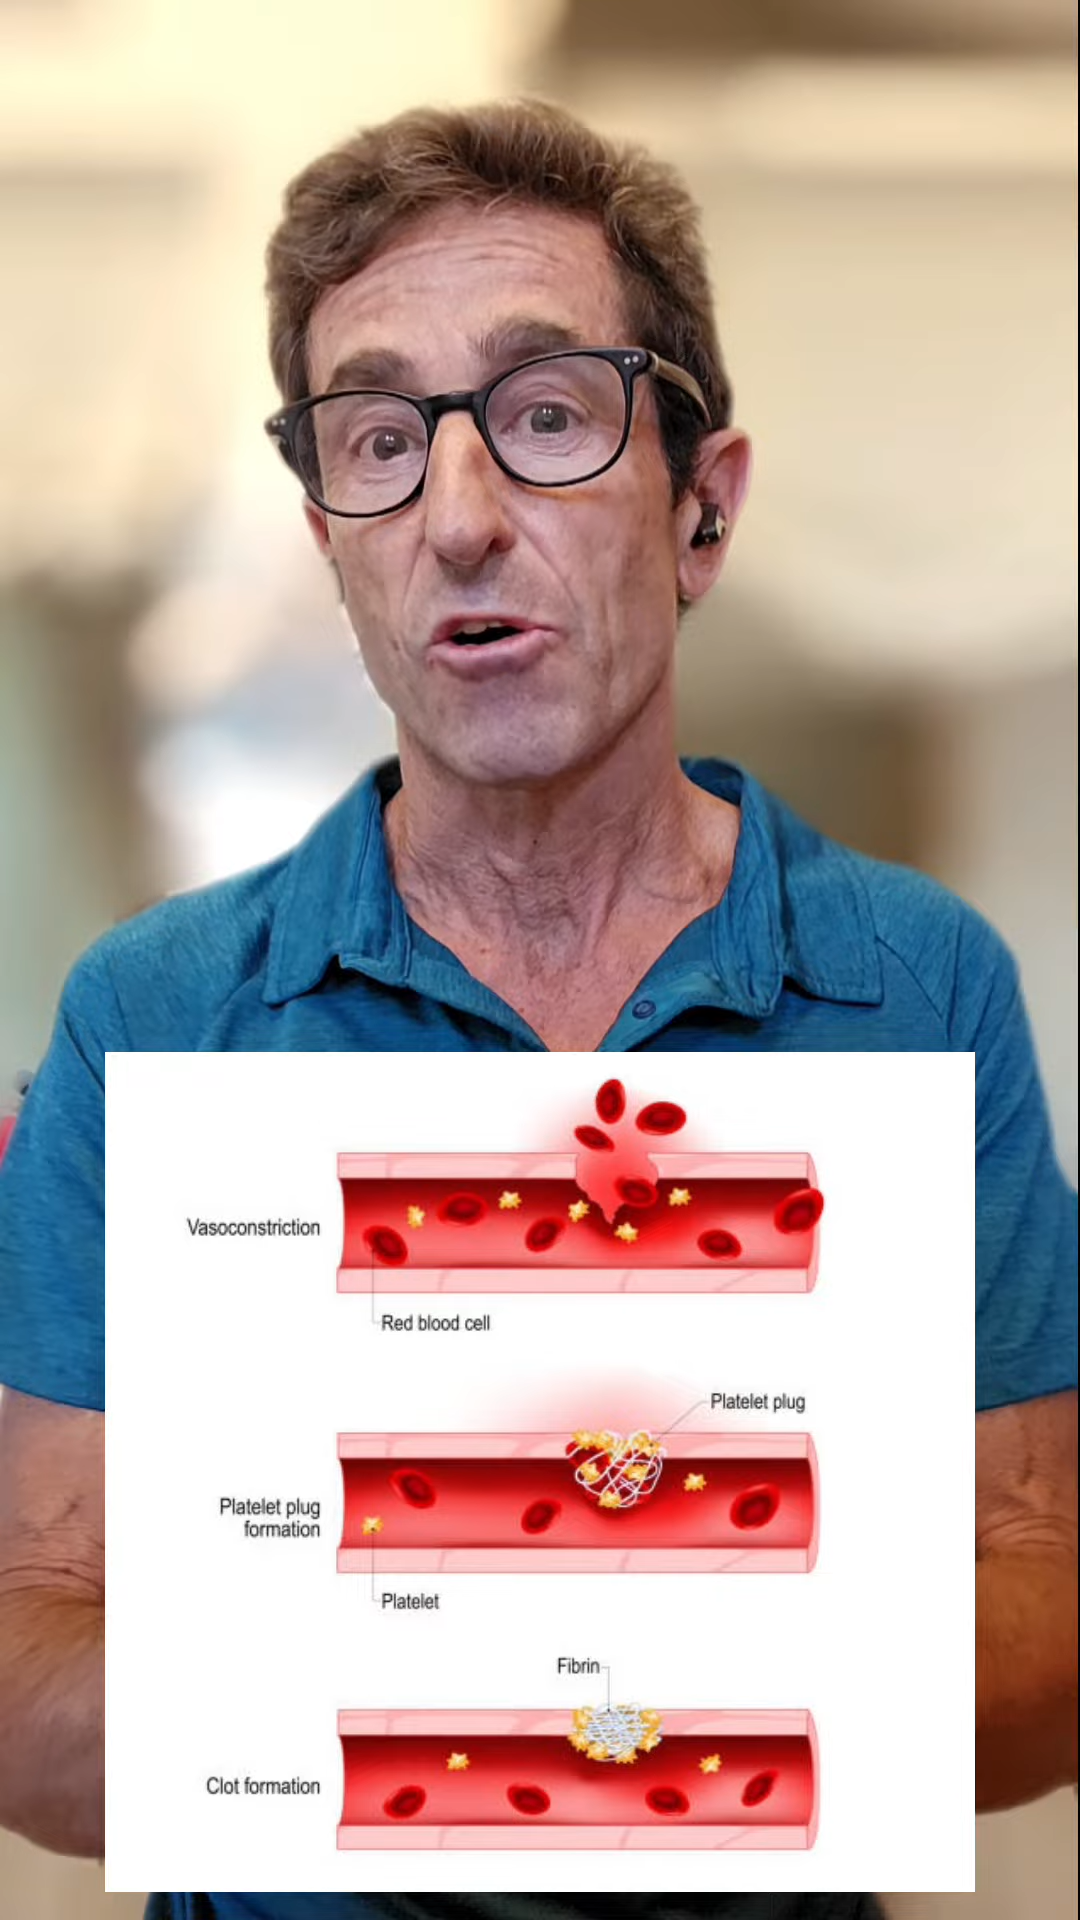 Vasoconstriction
Red blood cell
Platelet plug
Platelet plug
formation
Platelet
Fibrin
Clot formation